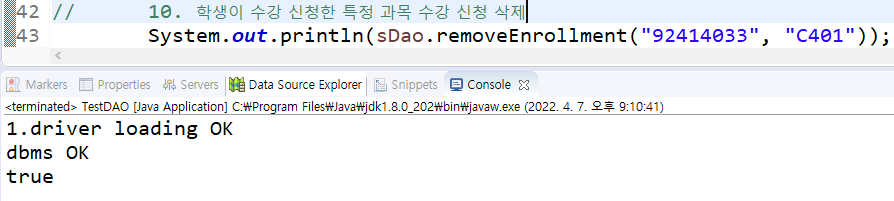 42 // 10. 학생이 수강 신청한 특정 과목 수강 신청 삭제
43 System.out.println(sDao.removeEnrollment("92414033", "C401"));
Markers Properties Servers Data Source Explorer Snippets Console
<terminated> TestDAO [Java Application] C:₩Program Files₩Java₩jdk1.8.0_202₩bin₩javaw.exe (2022. 4. 7. 오후 9:10:41)
1.driver loading OK
dbms OK
true